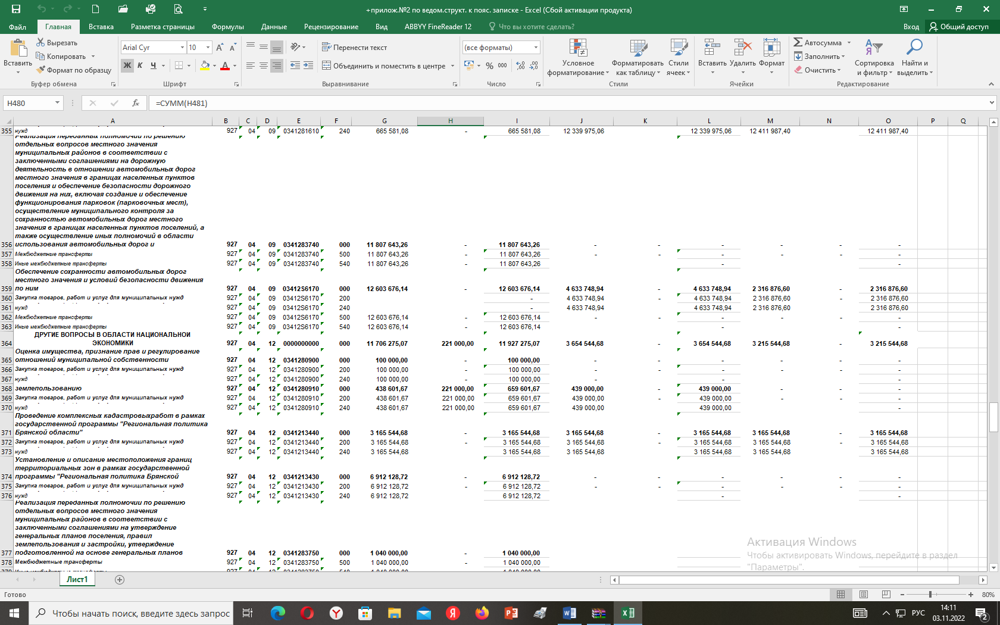 +прилож.№2 по ведом.структ. к пояс. записке - Excel (Сбой активации продукта)
Файл Главная Вставка Разметка страницы Формулы Данные Рецензирование Вид ABBYY FineReader 12 Что вы хотите сделать? Вход Общий доступ
Вставить Вырезать Копировать Формат по образцу
Буфер обмена
Arial Cyr 10
Ж К Ч А
Шрифт
Перенести текст
Объединить и поместить в центре
Выравнивание
(все форматы)
% 000
Число
Условное форматирование Форматировать как таблицу Стили ячеек
Стили
Вставить Удалить Формат
Ячейки
Автосумма Заполнить Очистить
Сортировка и фильтр Найти и выделить
Редактирование
H480 fx =СУММ(H481)
A B C D E F G H I J K L M N O P Q
355 нужд 927 04 09 0341281610 240 665 581,08 - 665 581,08 12 339 975,06 12 339 975,06 12 411 987,40 12 411 987,40
Реализация переданных полномочий по решению
отдельных вопросов местного значения
муниципальных районов в соответствии с
заключенными соглашениями на дорожную
деятельность в отношении автомобильных дорог
местного значения в границах населенных пунктов
поселения и обеспечение безопасности дорожного
движения на них, включая создание и обеспечение
функционирования парковок (парковочных мест),
осуществление муниципального контроля за
сохранностью автомобильных дорог местного
значения в границах населенных пунктов поселений, а
также осуществление иных полномочий в области
356 использования автомобильных дорог и 927 04 09 0341283740 000 11 807 643,26 - 11 807 643,26 - - - - - -
357 Межбюджетные трансферты 927 04 09 0341283740 500 11 807 643,26 - 11 807 643,26 - - - - - -
358 Иные межбюджетные трансферты 927 04 09 0341283740 540 11 807 643,26 - 11 807 643,26 - -
Обеспечение сохранности автомобильных дорог
местного значения и условий безопасности движения
359 по ним 927 04 09 03412S6170 000 12 603 676,14 - 12 603 676,14 4 633 748,94 - 4 633 748,94 2 316 876,60 - 2 316 876,60
360 Закупка товаров, работ и услуг для муниципальных нужд 927 04 09 03412S6170 200 - 4 633 748,94 - 4 633 748,94 2 316 876,60 - 2 316 876,60
361 нужд 927 04 09 03412S6170 240 - 4 633 748,94 4 633 748,94 2 316 876,60 2 316 876,60
362 Межбюджетные трансферты 927 04 09 03412S6170 500 12 603 676,14 - 12 603 676,14 - - - - - -
363 Иные межбюджетные трансферты 927 04 09 03412S6170 540 12 603 676,14 - 12 603 676,14 - -
ДРУГИЕ ВОПРОСЫ В ОБЛАСТИ НАЦИОНАЛЬНОЙ
364 ЭКОНОМИКИ 927 04 12 0000000000 000 11 706 275,07 221 000,00 11 927 275,07 3 654 544,68 - 3 654 544,68 3 215 544,68 - 3 215 544,68
Оценка имущества, признание прав и регулирование
365 отношений муниципальной собственности 927 04 12 0341280900 000 100 000,00 - 100 000,00 - - - - - -
366 Закупка товаров, работ и услуг для муниципальных нужд 927 04 12 0341280900 200 100 000,00 - 100 000,00 - - - - - -
367 нужд 927 04 12 0341280900 240 100 000,00 - 100 000,00 - - -
368 землепользованию 927 04 12 0341280910 000 438 601,67 221 000,00 659 601,67 439 000,00 - 439 000,00 - - -
369 Закупка товаров, работ и услуг для муниципальных нужд 927 04 12 0341280910 200 438 601,67 221 000,00 659 601,67 439 000,00 - 439 000,00 - - -
370 нужд 927 04 12 0341280910 240 438 601,67 221 000,00 659 601,67 439 000,00 439 000,00 -
Проведение комплексных кадастровыхработ в рамках
государственной программы "Региональная политика
371 Брянской области" 927 04 12 0341213440 000 3 165 544,68 - 3 165 544,68 3 165 544,68 - 3 165 544,68 3 165 544,68 - 3 165 544,68
372 Закупка товаров, работ и услуг для муниципальных нужд 927 04 12 0341213440 200 3 165 544,68 - 3 165 544,68 3 165 544,68 - 3 165 544,68 3 165 544,68 - 3 165 544,68
373 нужд 927 04 12 0341213440 240 3 165 544,68 3 165 544,68 3 165 544,68 3 165 544,68 3 165 544,68 3 165 544,68
Установление и описание местоположения границ
территориальных зон в рамках государственной
374 программы "Региональная политика Брянской 927 04 12 0341213430 000 6 912 128,72 - 6 912 128,72 - - - - - -
375 Закупка товаров, работ и услуг для муниципальных нужд 927 04 12 0341213430 200 6 912 128,72 - 6 912 128,72 - - - - - -
376 нужд 927 04 12 0341213430 240 6 912 128,72 6 912 128,72 - -
Реализация переданных полномочий по решению
отдельных вопросов местного значения
муниципальных районов в соответствии с
заключенными соглашениями на утверждение
генеральных планов поселения, правил
землепользования и застройки, утверждение
377 подготовленной на основе генеральных планов 927 04 12 0341283750 000 1 040 000,00 - 1 040 000,00
378 Межбюджетные трансферты 927 04 12 0341283750 500 1 040 000,00 - 1 040 000,00
Активация Windows
Чтобы активировать Windows, перейдите в раздел
"Параметры".
Лист1
Готово 80%
Чтобы начать поиск, введите здесь запрос
РУС 14:11
03.11.2022 2